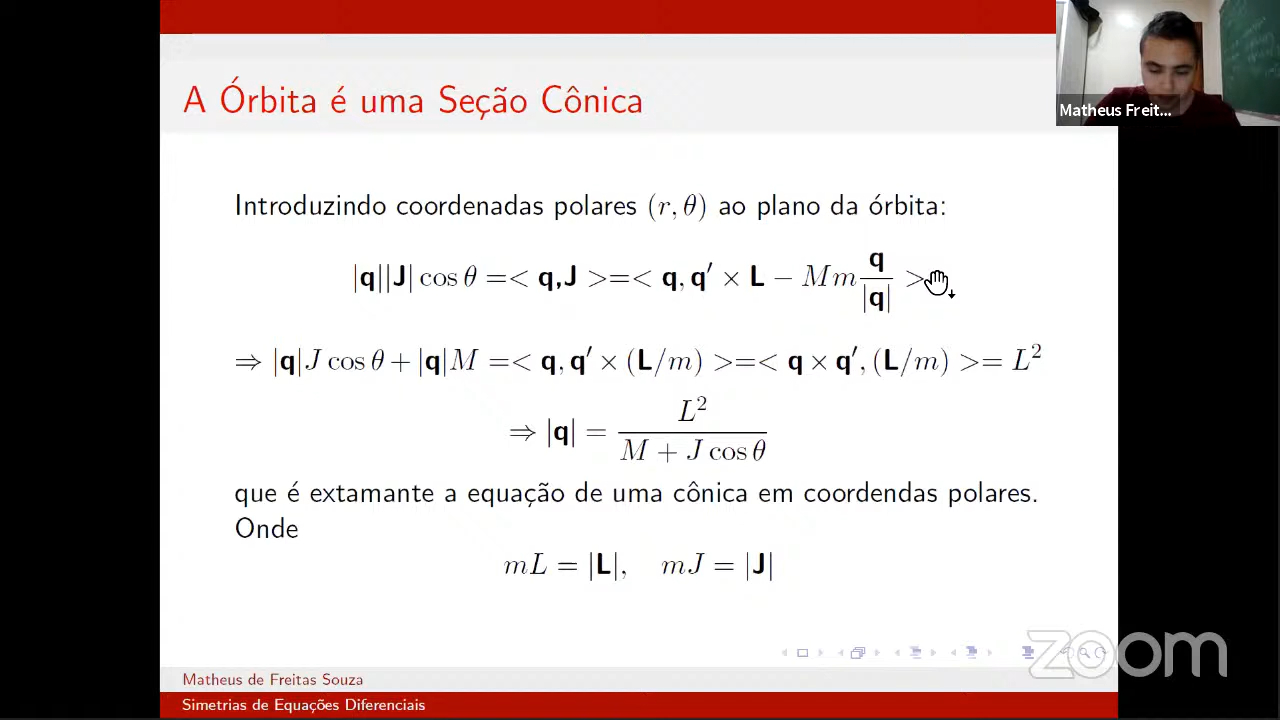 A Órbita é uma Seção Cônica
Matheus Freit...
Introduzindo coordenadas polares (r, θ) ao plano da órbita:
|q||J| cos θ =< q,J >=< q, q′ × L − Mm q/|q| >
⇒ |q|J cos θ + |q|M =< q, q′ × (L/m) >=< q × q′, (L/m) >= L²
⇒ |q| = L²/(M + J cos θ)
que é extamante a equação de uma cônica em coordendas polares.
Onde
mL = |L|, mJ = |J|
zoom
Matheus de Freitas Souza
Simetrias de Equações Diferenciais